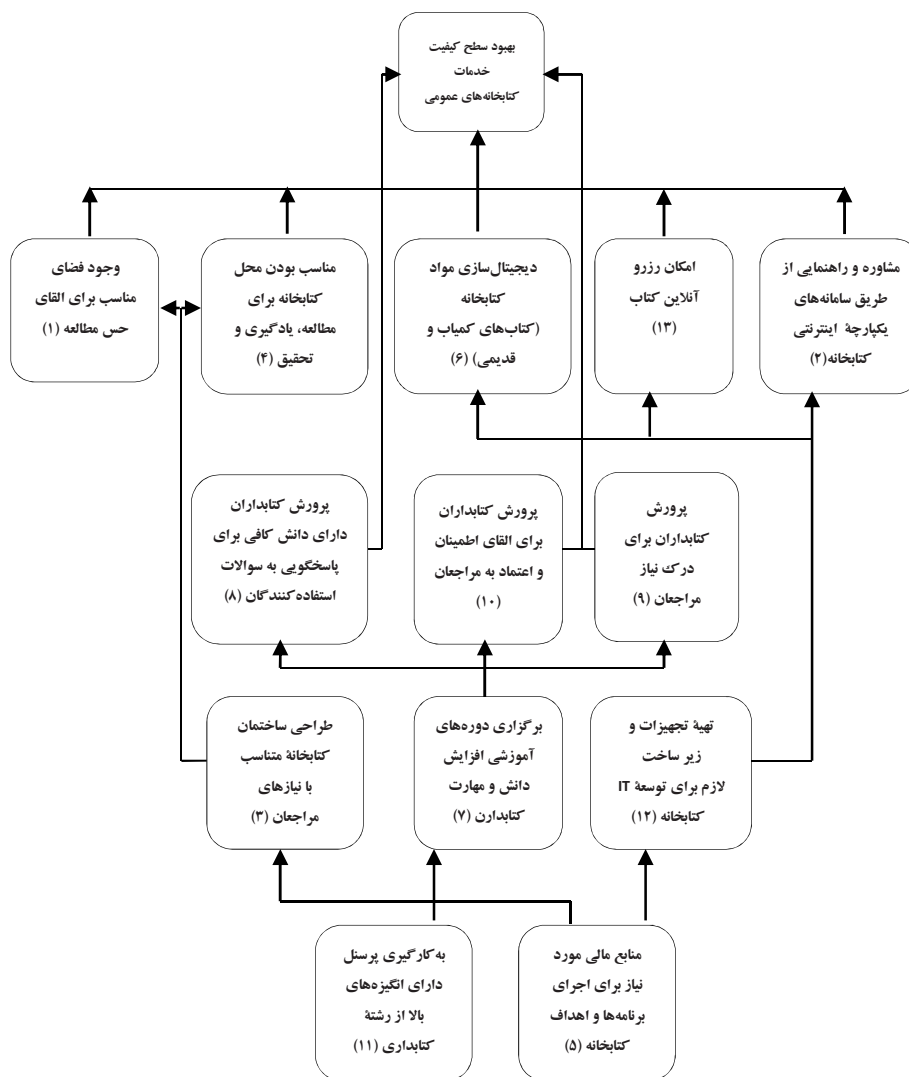 بهبود سطح کیفیت
خدمات
کتابخانه‌های عمومی
مشاوره و راهنمایی از
طریق سامانه‌های
یکپارچهٔ اینترنتی
کتابخانه(۲)
امکان رزرو
آنلاین کتاب
(۱۳)
دیجیتال‌سازی مواد
کتابخانه
(کتاب‌های کمیاب و
قدیمی) (۶)
مناسب بودن محل
کتابخانه برای
مطالعه، یادگیری و
تحقیق (۴)
وجود فضای
مناسب برای القای
حس مطالعه (۱)
پرورش
کتابداران برای
درک نیاز
مراجعان (۹)
پرورش کتابداران
برای القای اطمینان
و اعتماد به مراجعان
(۱۰)
پرورش کتابداران
دارای دانش کافی برای
پاسخگویی به سوالات
استفاده‌کنندگان (۸)
تهیهٔ تجهیزات و
زیر ساخت
لازم برای توسعهٔ IT
کتابخانه (۱۲)
برگزاری دوره‌های
آموزشی افزایش
دانش و مهارت
کتابدارن (۷)
طراحی ساختمان
کتابخانهٔ متناسب
با نیازهای
مراجعان (۳)
منابع مالی مورد
نیاز برای اجرای
برنامه‌ها و اهداف
کتابخانه (۵)
به‌کارگیری پرسنل
دارای انگیزه‌های
بالا از رشتهٔ
کتابداری (۱۱)